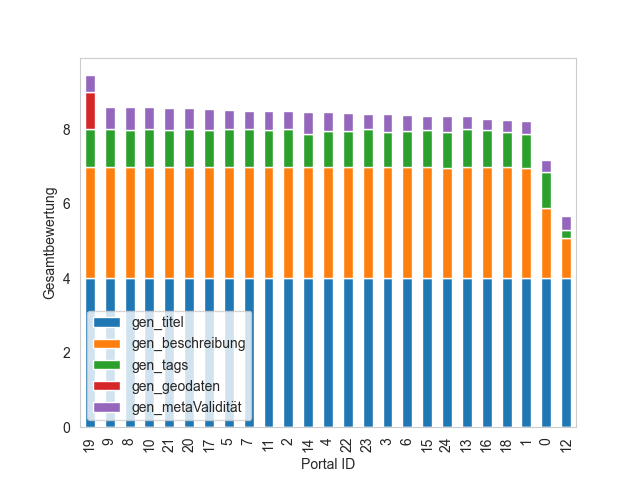 8
6
4
2
0
Gesamtbewertung
gen_titel
gen_beschreibung
gen_tags
gen_geodaten
gen_metaValidität
19 9 8 10 21 20 17 5 7 11 2 14 4 22 23 3 6 15 24 13 16 18 1 0 12
Portal ID